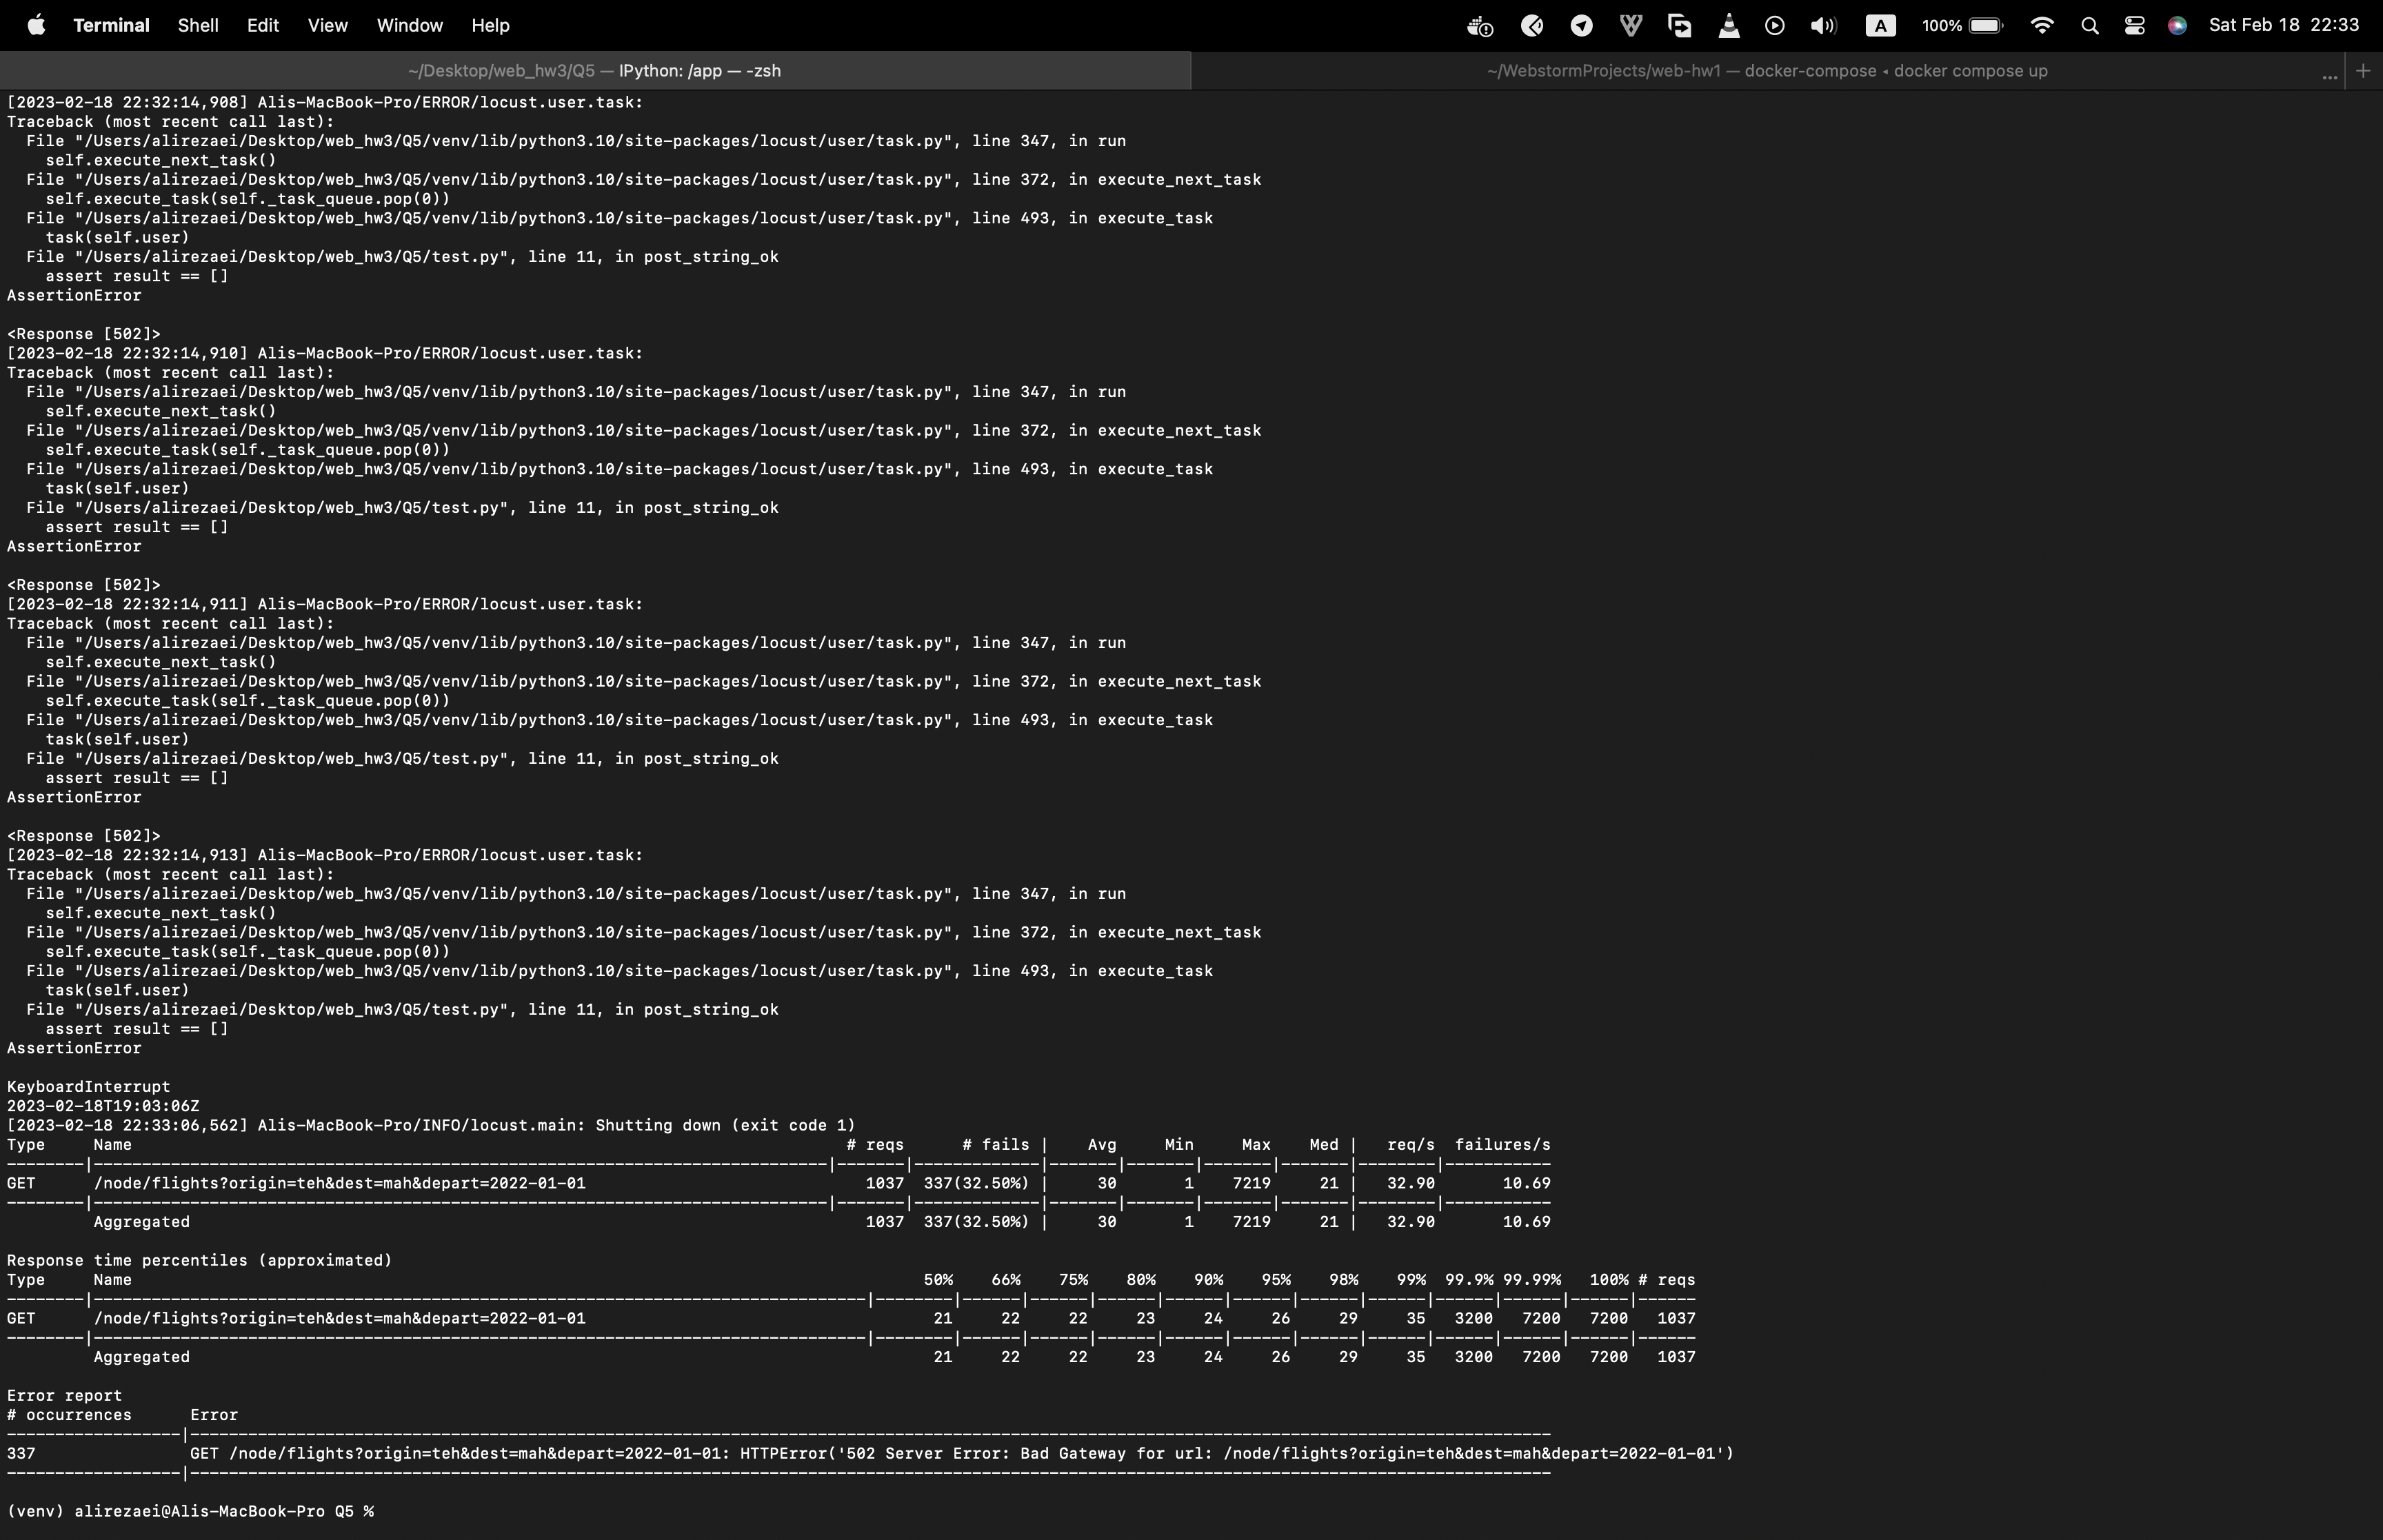 Terminal Shell Edit View Window Help A 100% Sat Feb 18 22:33
~/Desktop/web_hw3/Q5 — IPython: /app — -zsh ~/WebstormProjects/web-hw1 — docker-compose ◂ docker compose up ... +
[2023-02-18 22:32:14,908] Alis-MacBook-Pro/ERROR/locust.user.task:
Traceback (most recent call last):
  File "/Users/alirezaei/Desktop/web_hw3/Q5/venv/lib/python3.10/site-packages/locust/user/task.py", line 347, in run
    self.execute_next_task()
  File "/Users/alirezaei/Desktop/web_hw3/Q5/venv/lib/python3.10/site-packages/locust/user/task.py", line 372, in execute_next_task
    self.execute_task(self._task_queue.pop(0))
  File "/Users/alirezaei/Desktop/web_hw3/Q5/venv/lib/python3.10/site-packages/locust/user/task.py", line 493, in execute_task
    task(self.user)
  File "/Users/alirezaei/Desktop/web_hw3/Q5/test.py", line 11, in post_string_ok
    assert result == []
AssertionError

<Response [502]>
[2023-02-18 22:32:14,910] Alis-MacBook-Pro/ERROR/locust.user.task:
Traceback (most recent call last):
  File "/Users/alirezaei/Desktop/web_hw3/Q5/venv/lib/python3.10/site-packages/locust/user/task.py", line 347, in run
    self.execute_next_task()
  File "/Users/alirezaei/Desktop/web_hw3/Q5/venv/lib/python3.10/site-packages/locust/user/task.py", line 372, in execute_next_task
    self.execute_task(self._task_queue.pop(0))
  File "/Users/alirezaei/Desktop/web_hw3/Q5/venv/lib/python3.10/site-packages/locust/user/task.py", line 493, in execute_task
    task(self.user)
  File "/Users/alirezaei/Desktop/web_hw3/Q5/test.py", line 11, in post_string_ok
    assert result == []
AssertionError

<Response [502]>
[2023-02-18 22:32:14,911] Alis-MacBook-Pro/ERROR/locust.user.task:
Traceback (most recent call last):
  File "/Users/alirezaei/Desktop/web_hw3/Q5/venv/lib/python3.10/site-packages/locust/user/task.py", line 347, in run
    self.execute_next_task()
  File "/Users/alirezaei/Desktop/web_hw3/Q5/venv/lib/python3.10/site-packages/locust/user/task.py", line 372, in execute_next_task
    self.execute_task(self._task_queue.pop(0))
  File "/Users/alirezaei/Desktop/web_hw3/Q5/venv/lib/python3.10/site-packages/locust/user/task.py", line 493, in execute_task
    task(self.user)
  File "/Users/alirezaei/Desktop/web_hw3/Q5/test.py", line 11, in post_string_ok
    assert result == []
AssertionError

<Response [502]>
[2023-02-18 22:32:14,913] Alis-MacBook-Pro/ERROR/locust.user.task:
Traceback (most recent call last):
  File "/Users/alirezaei/Desktop/web_hw3/Q5/venv/lib/python3.10/site-packages/locust/user/task.py", line 347, in run
    self.execute_next_task()
  File "/Users/alirezaei/Desktop/web_hw3/Q5/venv/lib/python3.10/site-packages/locust/user/task.py", line 372, in execute_next_task
    self.execute_task(self._task_queue.pop(0))
  File "/Users/alirezaei/Desktop/web_hw3/Q5/venv/lib/python3.10/site-packages/locust/user/task.py", line 493, in execute_task
    task(self.user)
  File "/Users/alirezaei/Desktop/web_hw3/Q5/test.py", line 11, in post_string_ok
    assert result == []
AssertionError

KeyboardInterrupt
2023-02-18T19:03:06Z
[2023-02-18 22:33:06,562] Alis-MacBook-Pro/INFO/locust.main: Shutting down (exit code 1)
Type     Name     # reqs     # fails |     Avg     Min     Max     Med |     req/s  failures/s
GET     /node/flights?origin=teh&dest=mah&depart=2022-01-01     1037     337(32.50%) |     30     1     7219     21 |     32.90     10.69
Aggregated     1037     337(32.50%) |     30     1     7219     21 |     32.90     10.69

Response time percentiles (approximated)
Type     Name     50%     66%     75%     80%     90%     95%     98%     99%  99.9% 99.99%     100% # reqs
GET     /node/flights?origin=teh&dest=mah&depart=2022-01-01     21     22     22     23     24     26     29     35     3200     7200     7200     1037
Aggregated     21     22     22     23     24     26     29     35     3200     7200     7200     1037

Error report
# occurrences     Error
337     GET /node/flights?origin=teh&dest=mah&depart=2022-01-01: HTTPError('502 Server Error: Bad Gateway for url: /node/flights?origin=teh&dest=mah&depart=2022-01-01')

(venv) alirezaei@Alis-MacBook-Pro Q5 %